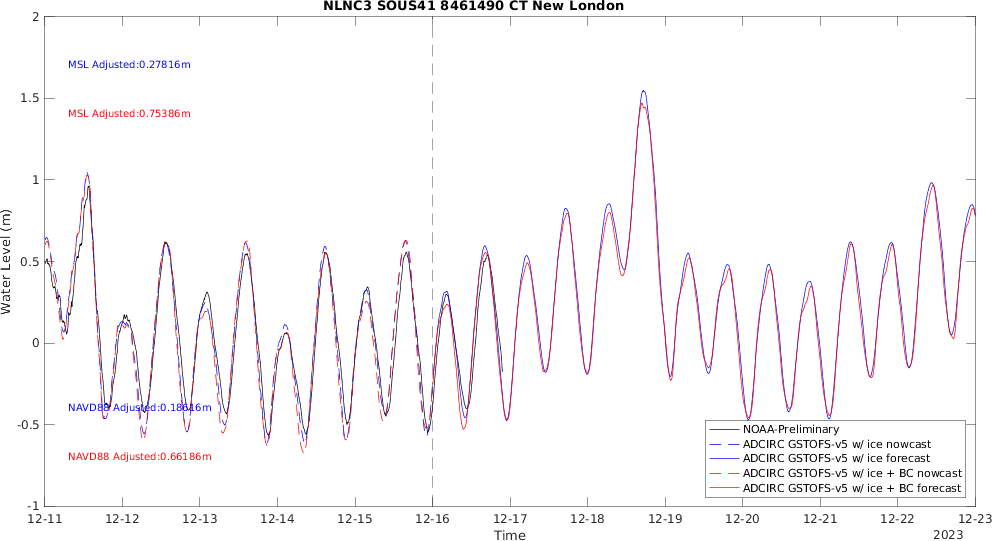 NLNC3 SOUS41 8461490 CT New London
2
1.5
1
0.5
0
-0.5
-1
Water Level (m)
MSL Adjusted:0.27816m
MSL Adjusted:0.75386m
NAVD88 Adjusted:0.18616m
NAVD88 Adjusted:0.66186m
NOAA-Preliminary
ADCIRC GSTOFS-v5 w/ ice nowcast
ADCIRC GSTOFS-v5 w/ ice forecast
ADCIRC GSTOFS-v5 w/ ice + BC nowcast
ADCIRC GSTOFS-v5 w/ ice + BC forecast
12-11 12-12 12-13 12-14 12-15 12-16 12-17 12-18 12-19 12-20 12-21 12-22 12-23
Time
2023